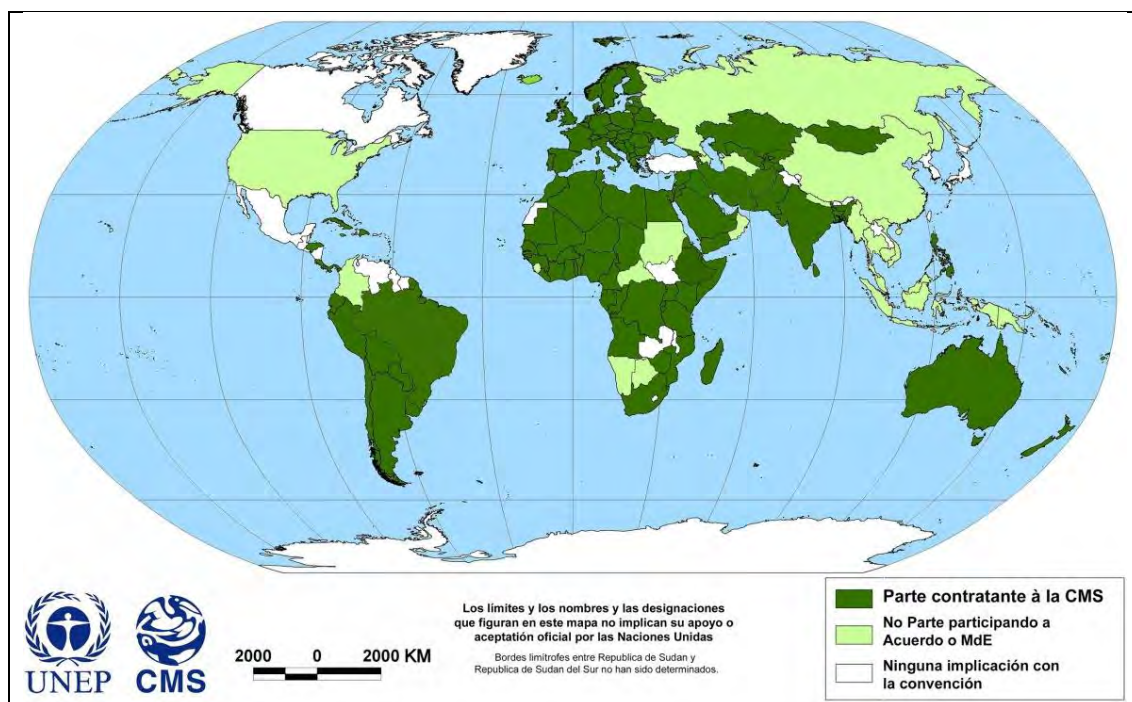 Los límites y los nombres y las designaciones
que figuran en este mapa no implican su apoyo o
aceptatión oficial por las Naciones Unidas
Bordes limítrofes entre Republica de Sudan y
Republica de Sudan del Sur no han sido determinados.
2000 0 2000 KM
UNEP
CMS
Parte contratante à la CMS
No Parte participando a
Acuerdo o MdE
Ninguna implicación con
la convención